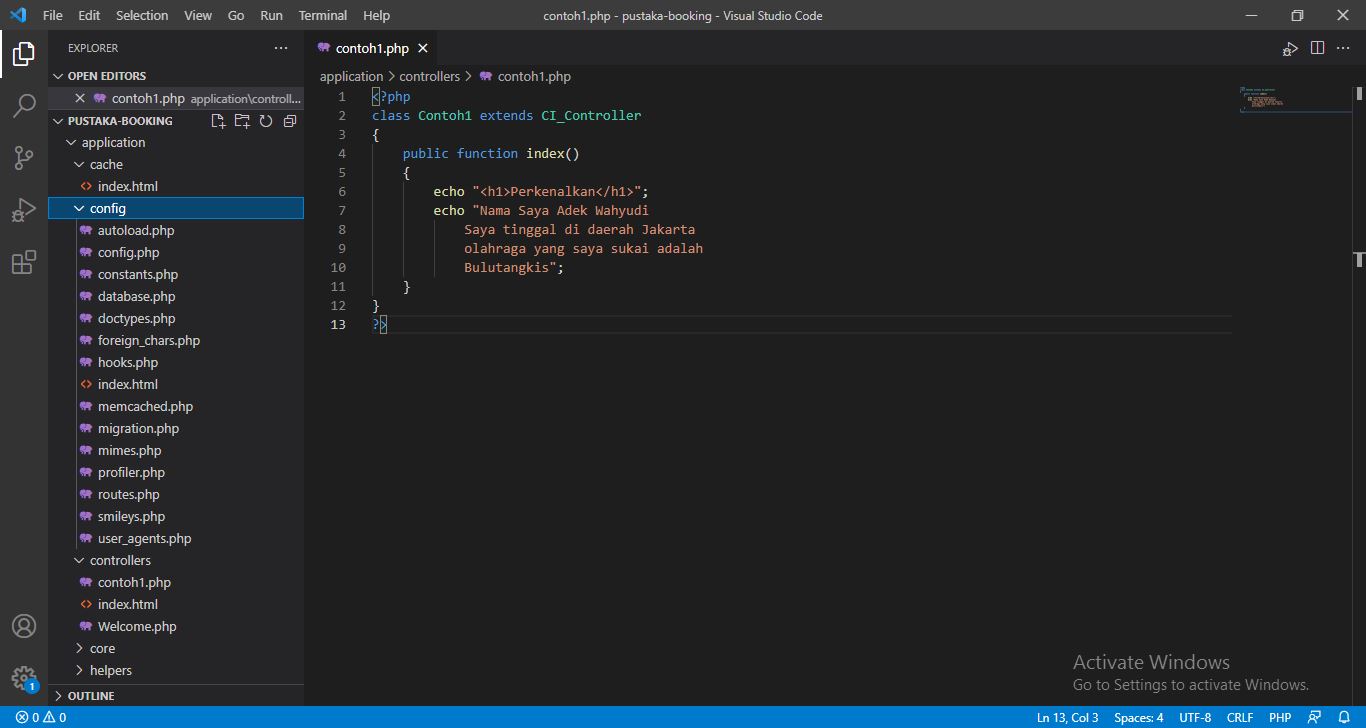 File Edit Selection View Go Run Terminal Help
contoh1.php - pustaka-booking - Visual Studio Code
EXPLORER
OPEN EDITORS
contoh1.php application\controll...
PUSTAKA-BOOKING
application
cache
index.html
config
autoload.php
config.php
constants.php
database.php
doctypes.php
foreign_chars.php
hooks.php
index.html
memcached.php
migration.php
mimes.php
profiler.php
routes.php
smileys.php
user_agents.php
controllers
contoh1.php
index.html
Welcome.php
core
helpers
OUTLINE
contoh1.php
application > controllers > contoh1.php
1 <?php
2 class Contoh1 extends CI_Controller
3 {
4 public function index()
5 {
6 echo "<h1>Perkenalkan</h1>";
7 echo "Nama Saya Adek Wahyudi
8 Saya tinggal di daerah Jakarta
9 olahraga yang saya sukai adalah
10 Bulutangkis";
11 }
12 }
13 ?>
Activate Windows
Go to Settings to activate Windows.
1
0 0
Ln 13, Col 3 Spaces: 4 UTF-8 CRLF PHP